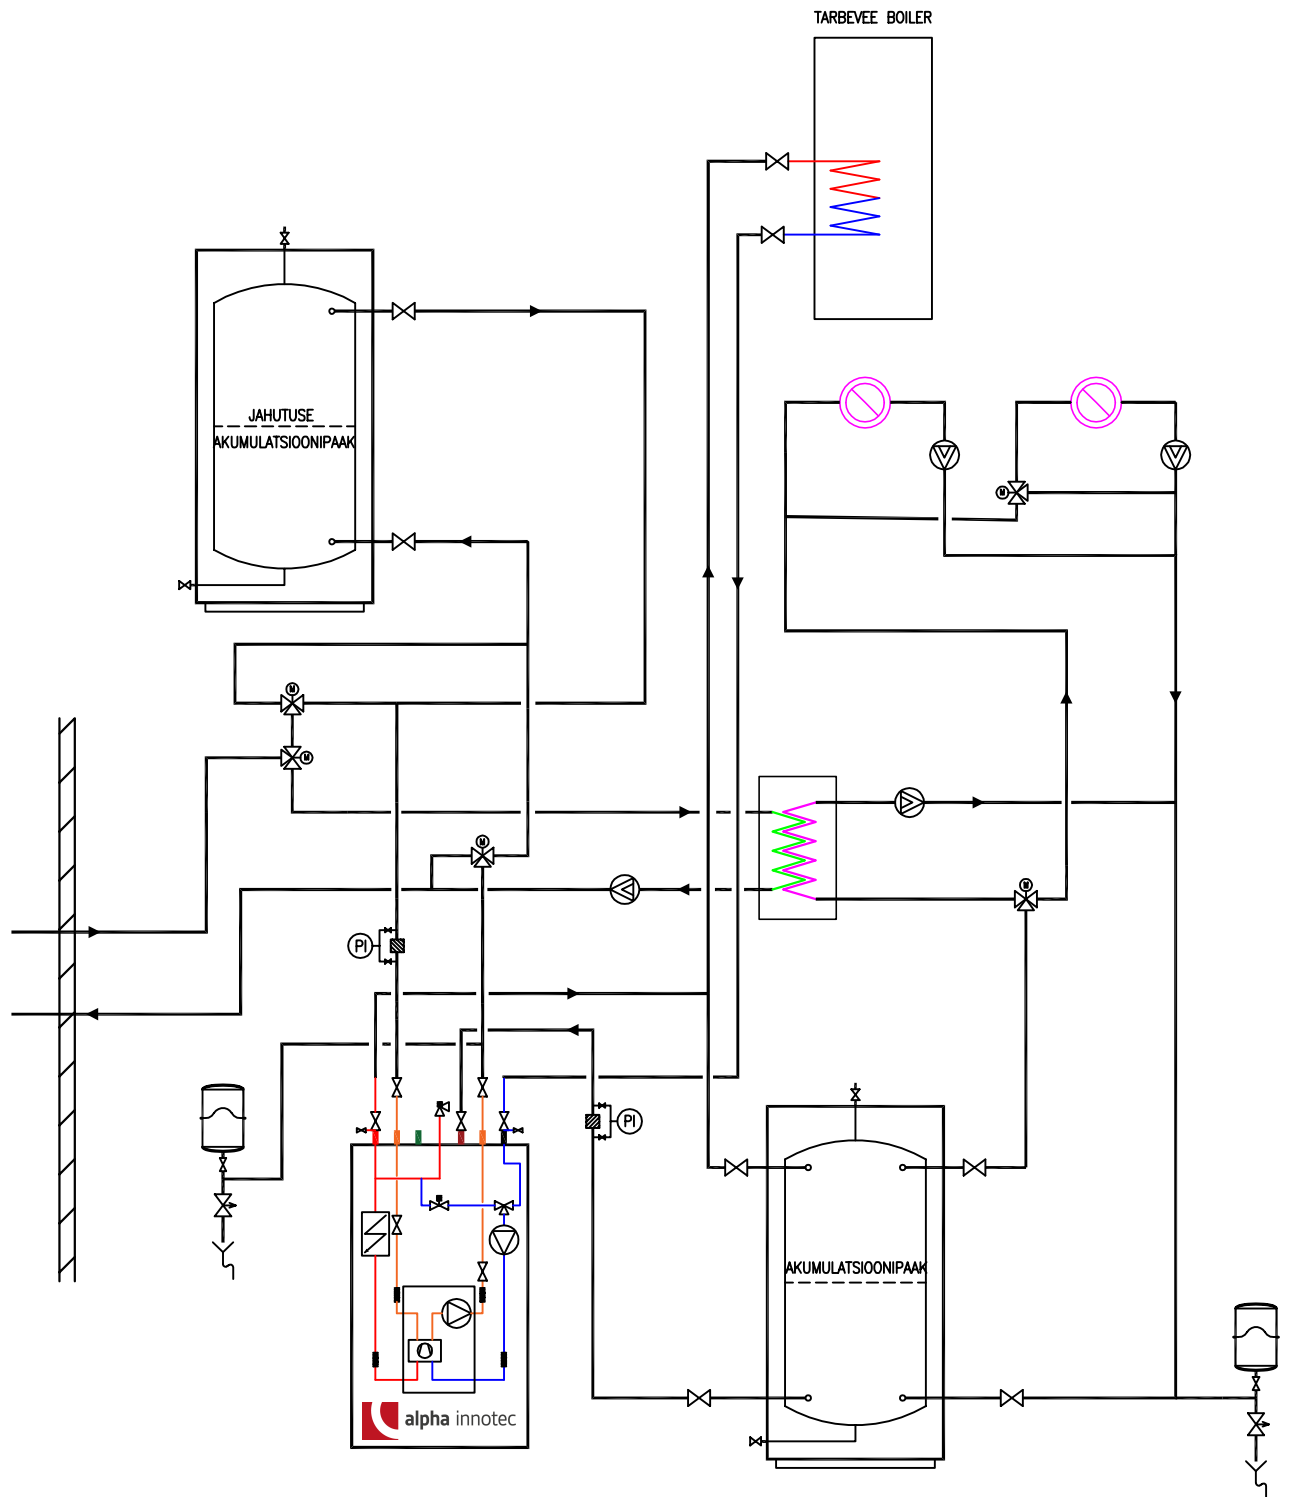 TARBEVEE BOILER
JAHUTUSE
AKUMULATSIOONIPAAK
M
M
M
M
M
PI
PI
AKUMULATSIOONIPAAK
alpha innotec